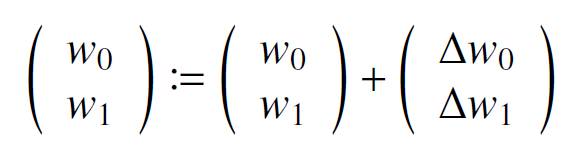 ( w₀ ) := ( w₀ ) + ( Δw₀ )
( w₁ ) ( w₁ ) ( Δw₁ )